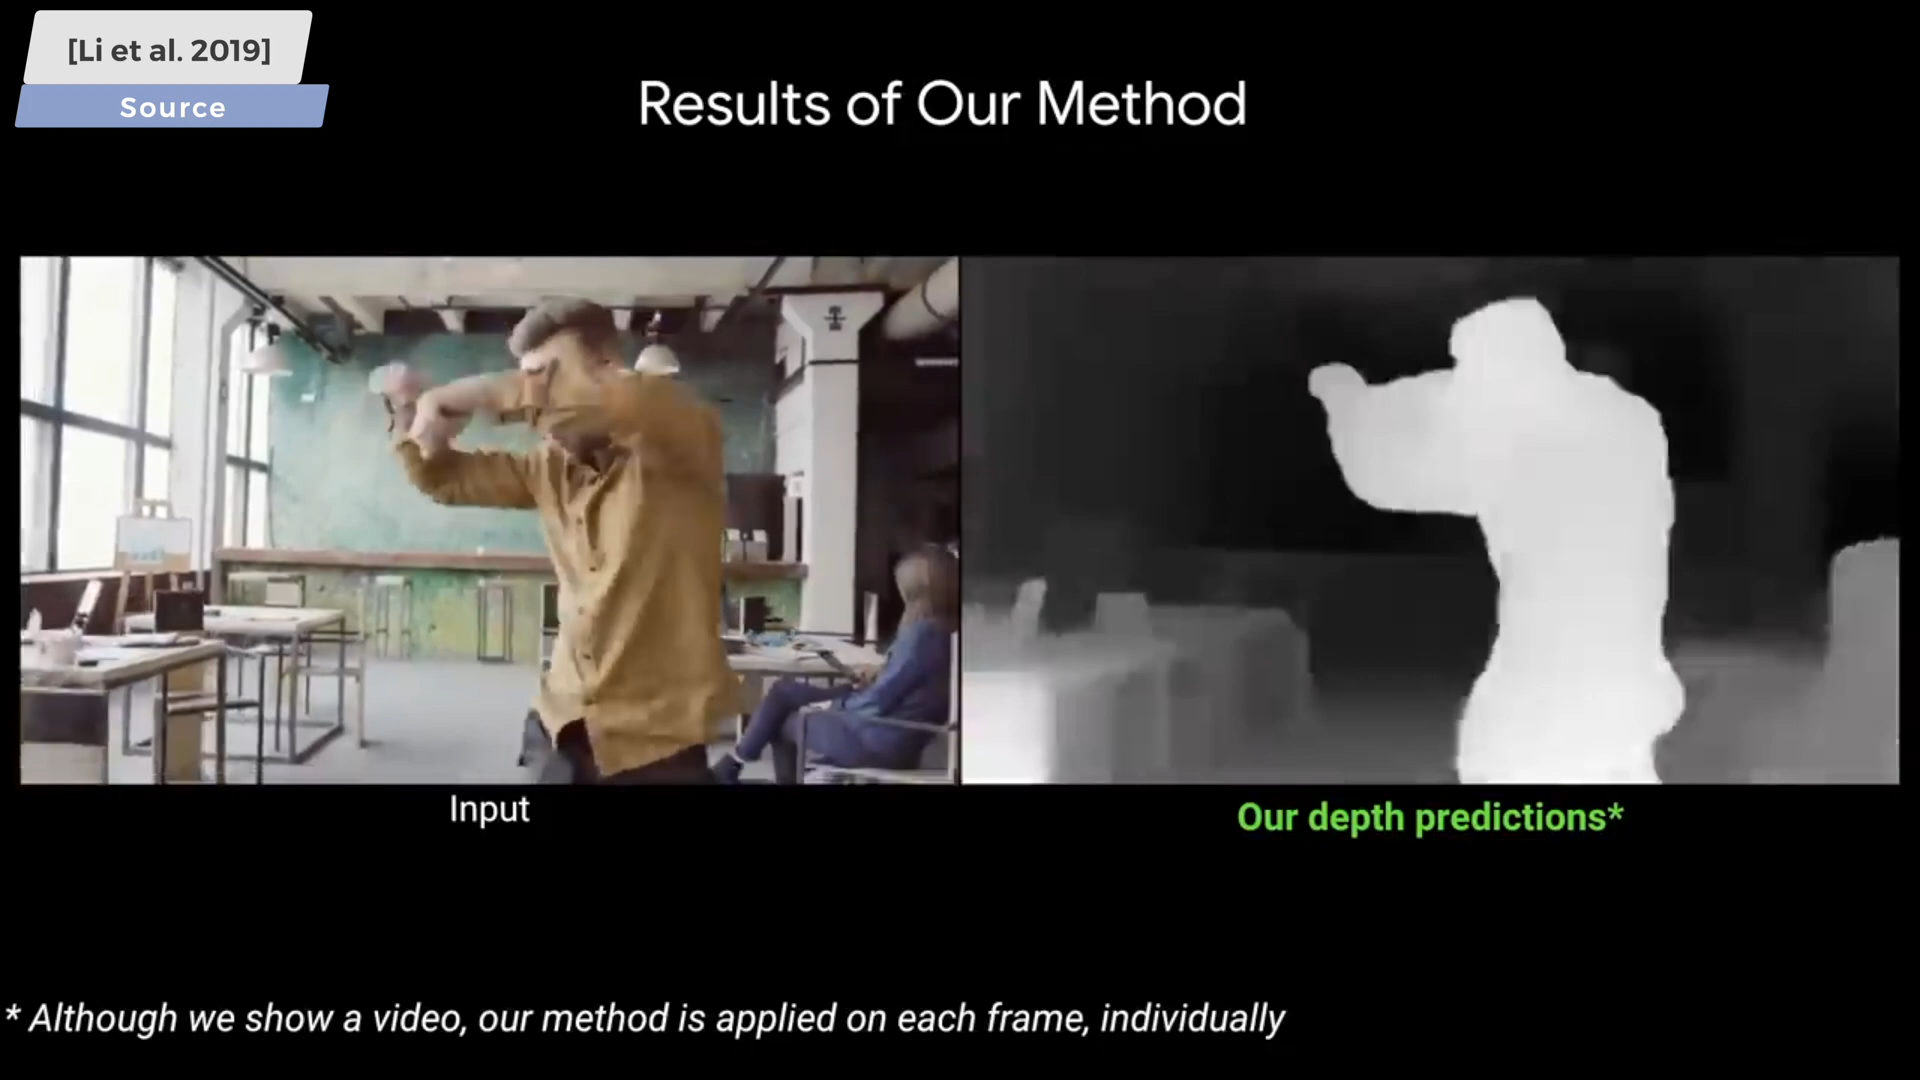 [Li et al. 2019]
Source
Results of Our Method
Input
Our depth predictions*
* Although we show a video, our method is applied on each frame, individually